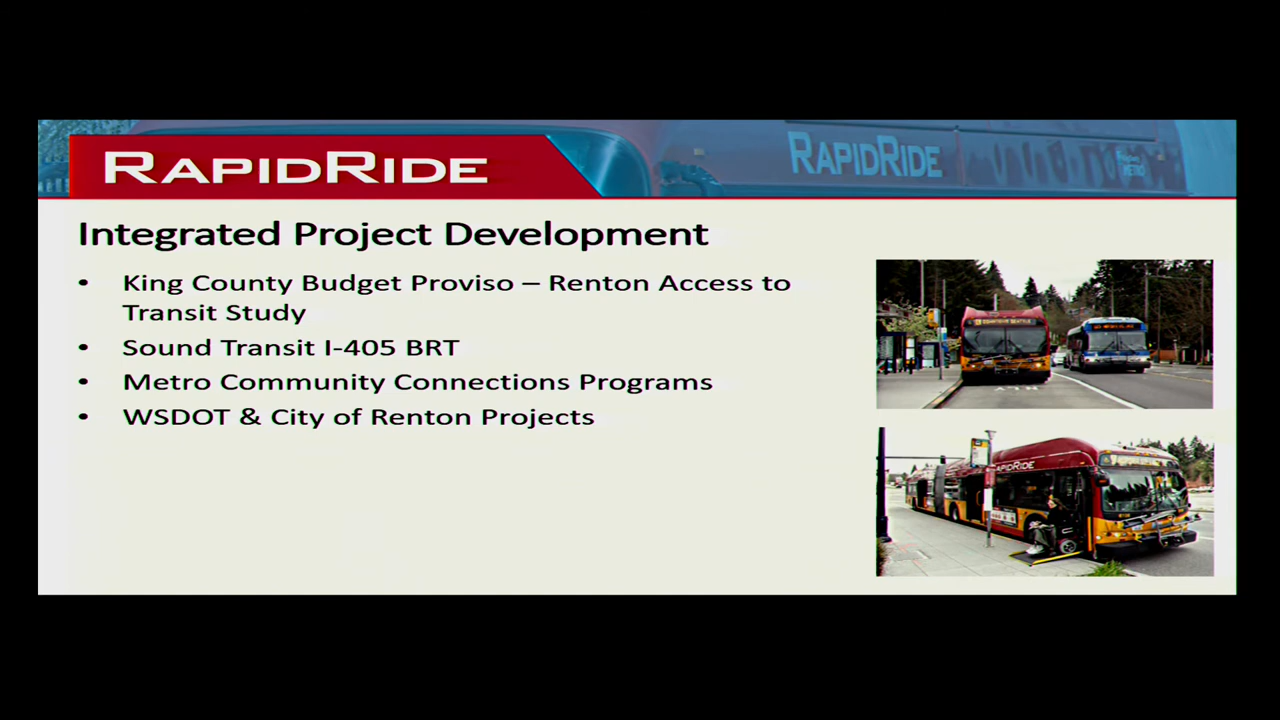 RAPIDRIDE
RAPIDRIDE
Integrated Project Development
• King County Budget Proviso – Renton Access to
Transit Study
• Sound Transit I-405 BRT
• Metro Community Connections Programs
• WSDOT & City of Renton Projects
RAPIDRIDE